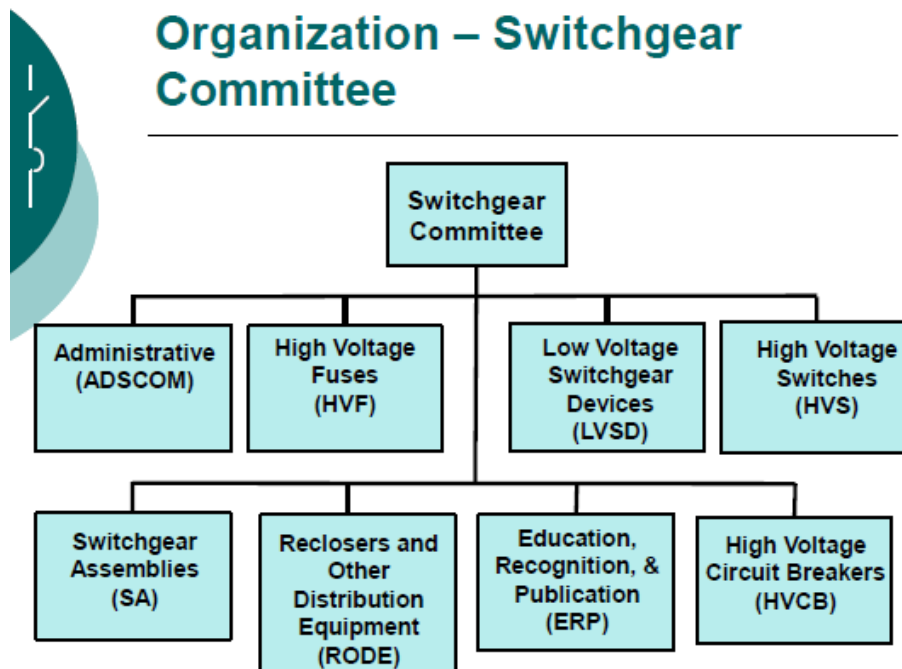 Organization – Switchgear
Committee
Switchgear
Committee
Administrative
(ADSCOM)
High Voltage
Fuses
(HVF)
Low Voltage
Switchgear
Devices
(LVSD)
High Voltage
Switches
(HVS)
Switchgear
Assemblies
(SA)
Reclosers and
Other
Distribution
Equipment
(RODE)
Education,
Recognition, &
Publication
(ERP)
High Voltage
Circuit Breakers
(HVCB)